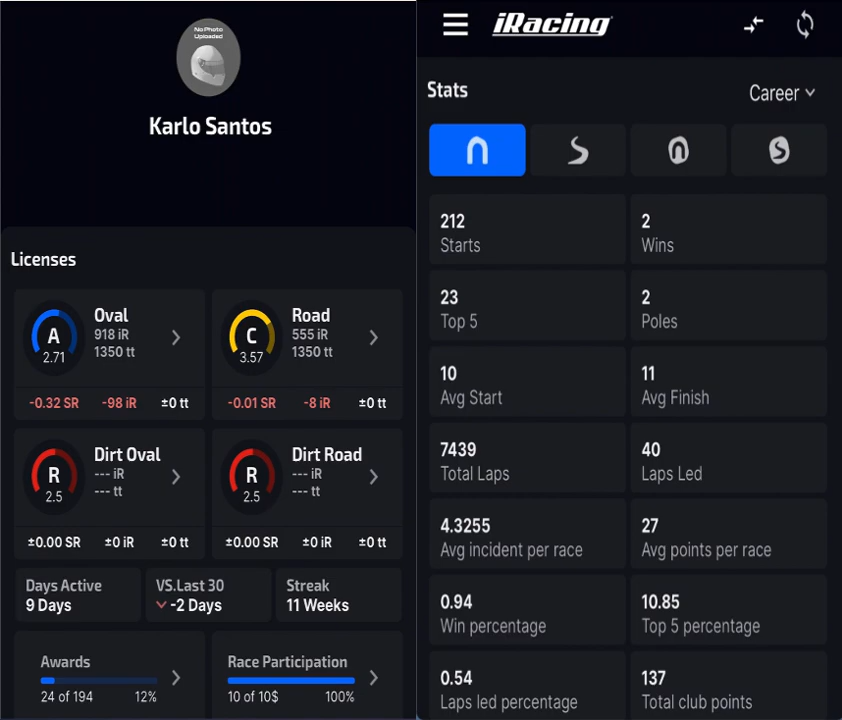 No Photo
Uploaded
Karlo Santos
Licenses
A
2.71
Oval
918 iR
1350 tt
-0.32 SR
-98 iR
±0 tt
C
3.57
Road
555 iR
1350 tt
-0.01 SR
-8 iR
±0 tt
R
2.5
Dirt Oval
--- iR
--- tt
±0.00 SR
±0 iR
±0 tt
R
2.5
Dirt Road
--- iR
--- tt
±0.00 SR
±0 iR
±0 tt
Days Active
9 Days
VS.Last 30
-2 Days
Streak
11 Weeks
Awards
24 of 194
12%
Race Participation
10 of 10$
100%
iRacing
Stats
Career
212
Starts
2
Wins
23
Top 5
2
Poles
10
Avg Start
11
Avg Finish
7439
Total Laps
40
Laps Led
4.3255
Avg incident per race
27
Avg points per race
0.94
Win percentage
10.85
Top 5 percentage
0.54
Laps led percentage
137
Total club points